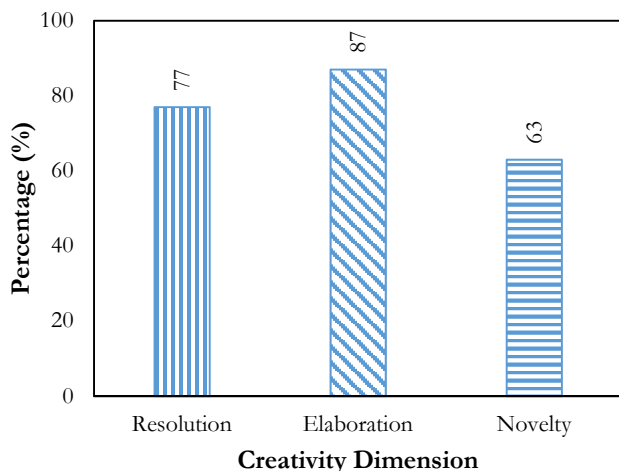 100
80
60
40
20
0
Percentage (%)
77
87
63
Resolution
Elaboration
Novelty
Creativity Dimension